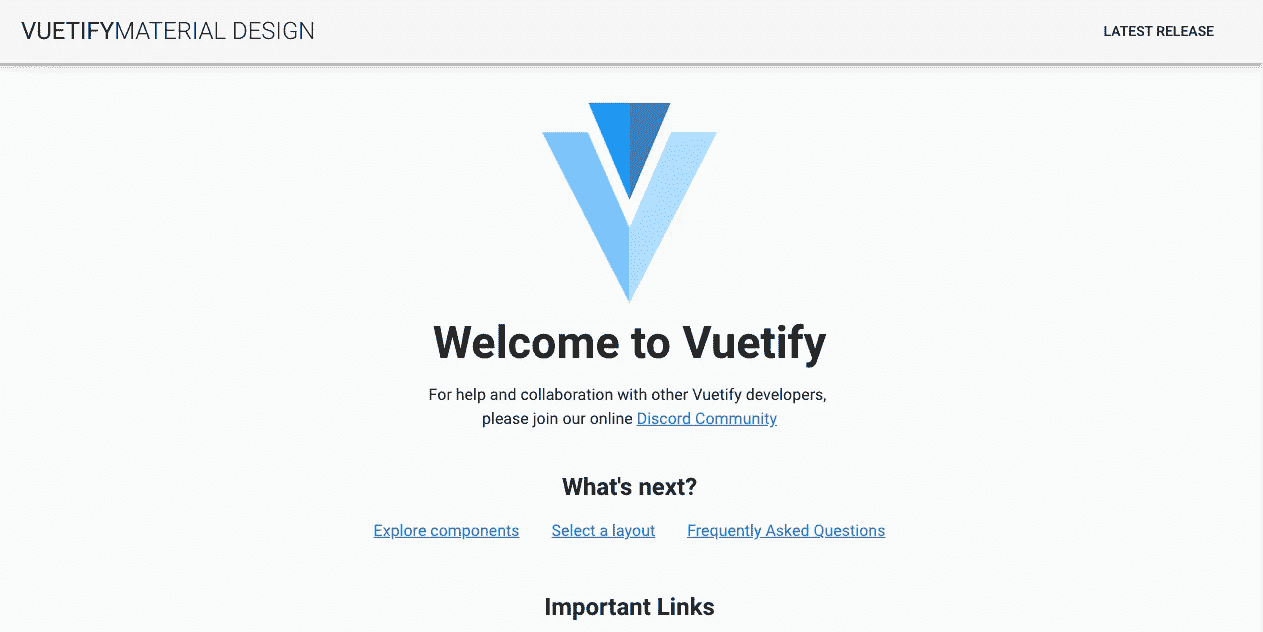 VUETIFYMATERIAL DESIGN
LATEST RELEASE
Welcome to Vuetify
For help and collaboration with other Vuetify developers,
please join our online Discord Community
What's next?
Explore components Select a layout Frequently Asked Questions
Important Links